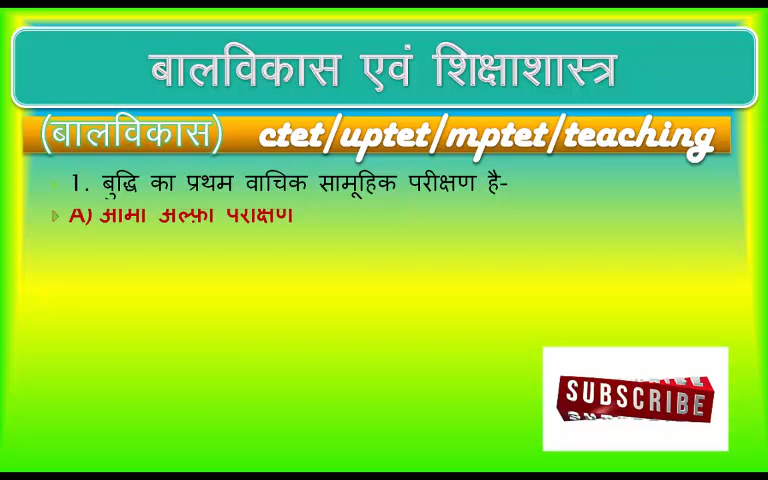 बालविकास एवं शिक्षाशास्त्र
(बालविकास) ctet/uptet/mptet/teaching
1. बुद्धि का प्रथम वाचिक सामूहिक परीक्षण है-
A) आर्मी अल्फ़ा परीक्षण
SUBSCRIBE